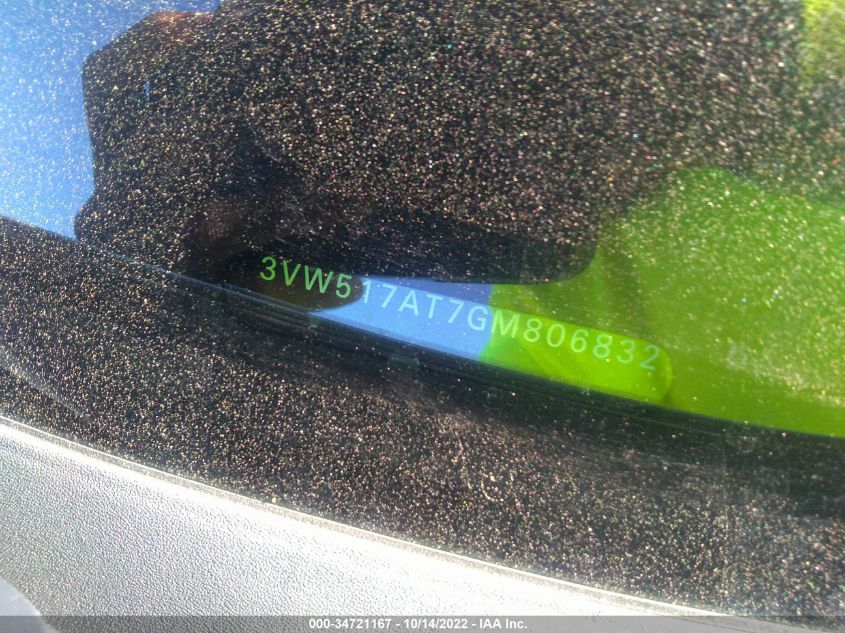 3VW517AT7GM806832
000-34721167 - 10/14/2022 - IAA Inc.